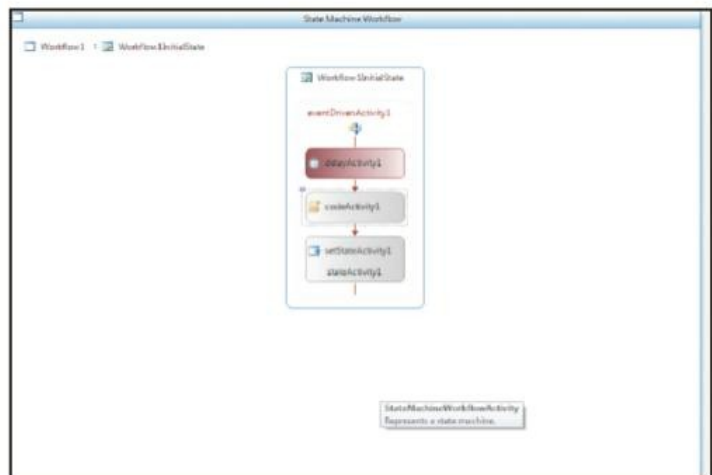 State Machine Workflow
Workflow1 : Workflow1InitialState
Workflow1InitialState
eventDrivenActivity1
delayActivity1
codeActivity1
setStateActivity1
stateActivity1
StateMachineWorkflowActivity
Represents a state machine.